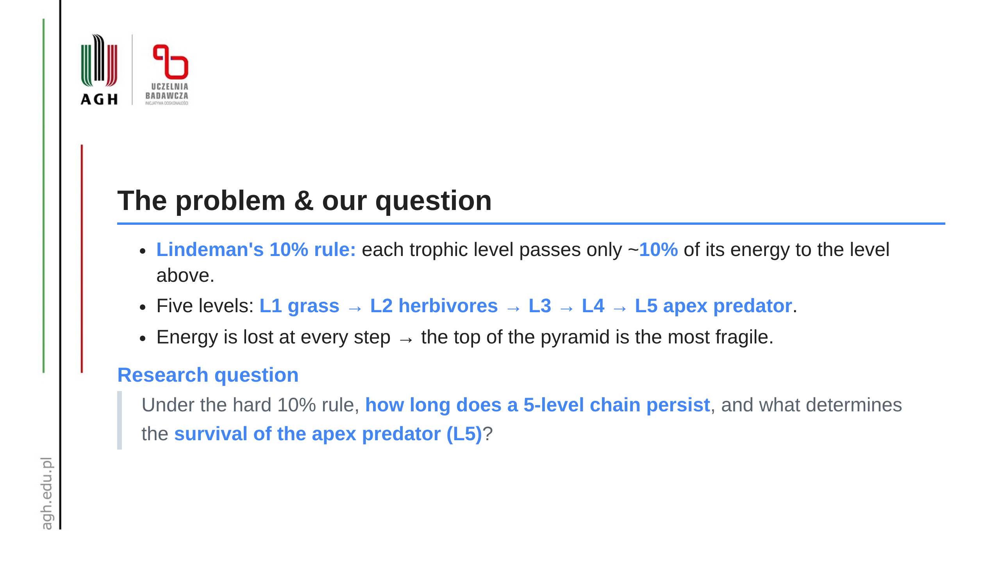 AGH
UCZELNIA
BADAWCZA
INICJATYWA DOSKONAŁOŚCI
The problem & our question
• Lindeman's 10% rule: each trophic level passes only ~10% of its energy to the level
above.
• Five levels: L1 grass → L2 herbivores → L3 → L4 → L5 apex predator.
• Energy is lost at every step → the top of the pyramid is the most fragile.
Research question
Under the hard 10% rule, how long does a 5-level chain persist, and what determines
the survival of the apex predator (L5)?
agh.edu.pl